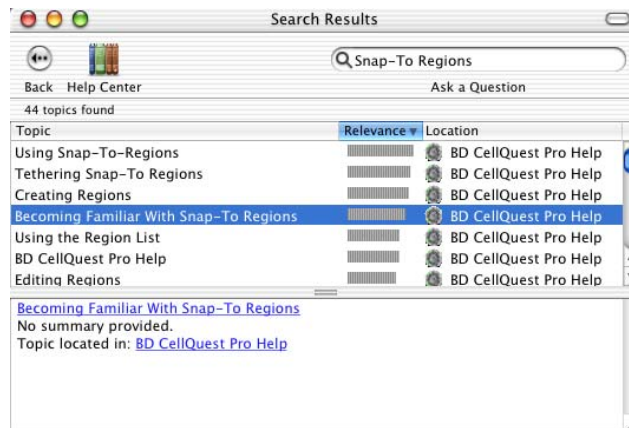 Search Results
Snap-To Regions
Back Help Center Ask a Question
44 topics found
Topic Relevance Location
Using Snap-To-Regions BD CellQuest Pro Help
Tethering Snap-To Regions BD CellQuest Pro Help
Creating Regions BD CellQuest Pro Help
Becoming Familiar With Snap-To Regions BD CellQuest Pro Help
Using the Region List BD CellQuest Pro Help
BD CellQuest Pro Help BD CellQuest Pro Help
Editing Regions BD CellQuest Pro Help
Becoming Familiar With Snap-To Regions
No summary provided.
Topic located in: BD CellQuest Pro Help